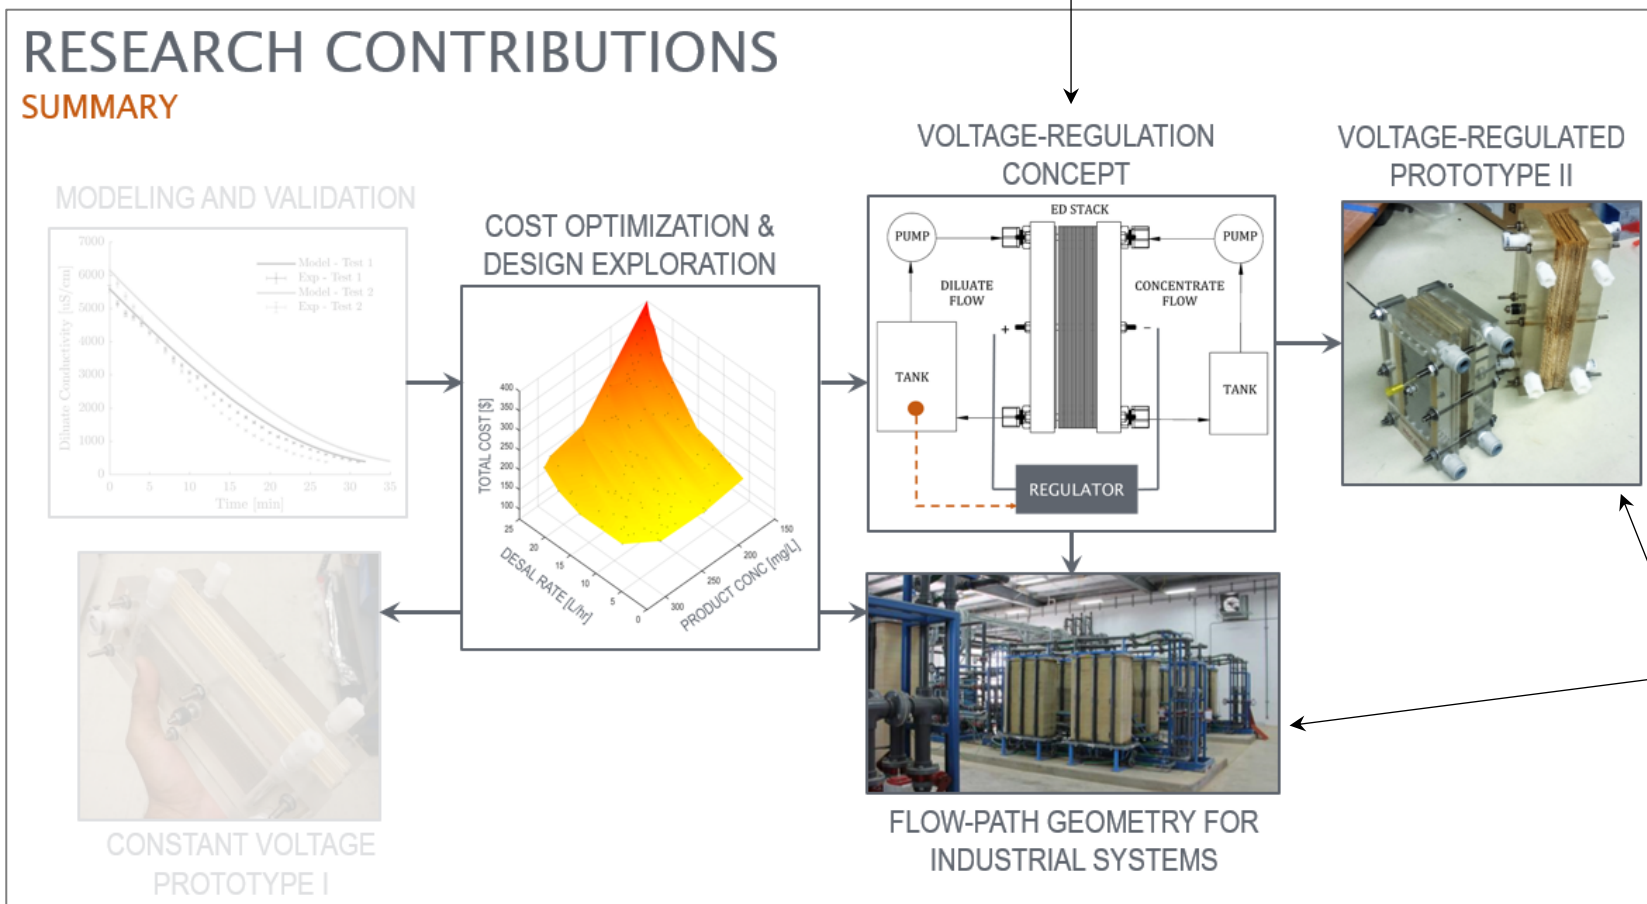 RESEARCH CONTRIBUTIONS
SUMMARY
MODELING AND VALIDATION
7000
6000
5000
4000
3000
2000
1000
0
Diluate Conductivity [uS/cm]
Model - Test 1
Exp - Test 1
Model - Test 2
Exp - Test 2
0
5
10
15
20
25
30
35
Time [min]
CONSTANT VOLTAGE
PROTOTYPE I
COST OPTIMIZATION &
DESIGN EXPLORATION
TOTAL COST [$]
400
350
300
250
200
150
100
25
20
15
10
5
0
DESAL RATE [L/hr]
300
250
200
150
PRODUCT CONC [mg/L]
VOLTAGE-REGULATION
CONCEPT
ED STACK
PUMP
PUMP
DILUATE
FLOW
CONCENTRATE
FLOW
+
−
TANK
TANK
REGULATOR
VOLTAGE-REGULATED
PROTOTYPE II
FLOW-PATH GEOMETRY FOR
INDUSTRIAL SYSTEMS